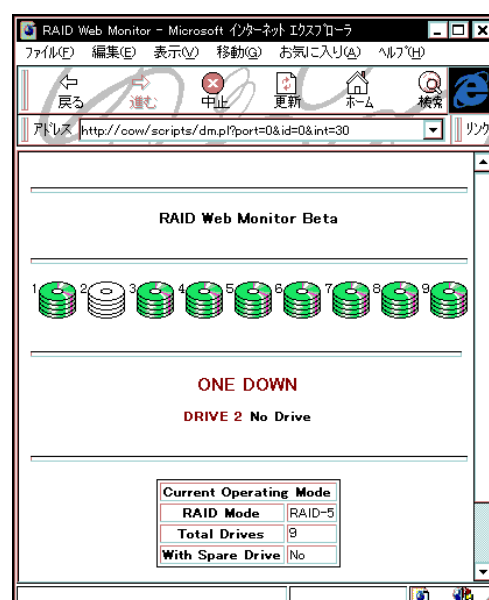 RAID Web Monitor - Microsoft インターネット エクスプローラ
ファイル(F) 編集(E) 表示(V) 移動(G) お気に入り(A) ヘルプ(H)
戻る 進む 中止 更新 ホーム 検索
アドレス http://cow/scripts/dm.pl?port=0&id=0&int=30 リンク
RAID Web Monitor Beta
1 2 3 4 5 6 7 8 9
ONE DOWN
DRIVE 2 No Drive
Current Operating Mode
RAID Mode RAID-5
Total Drives 9
With Spare Drive No